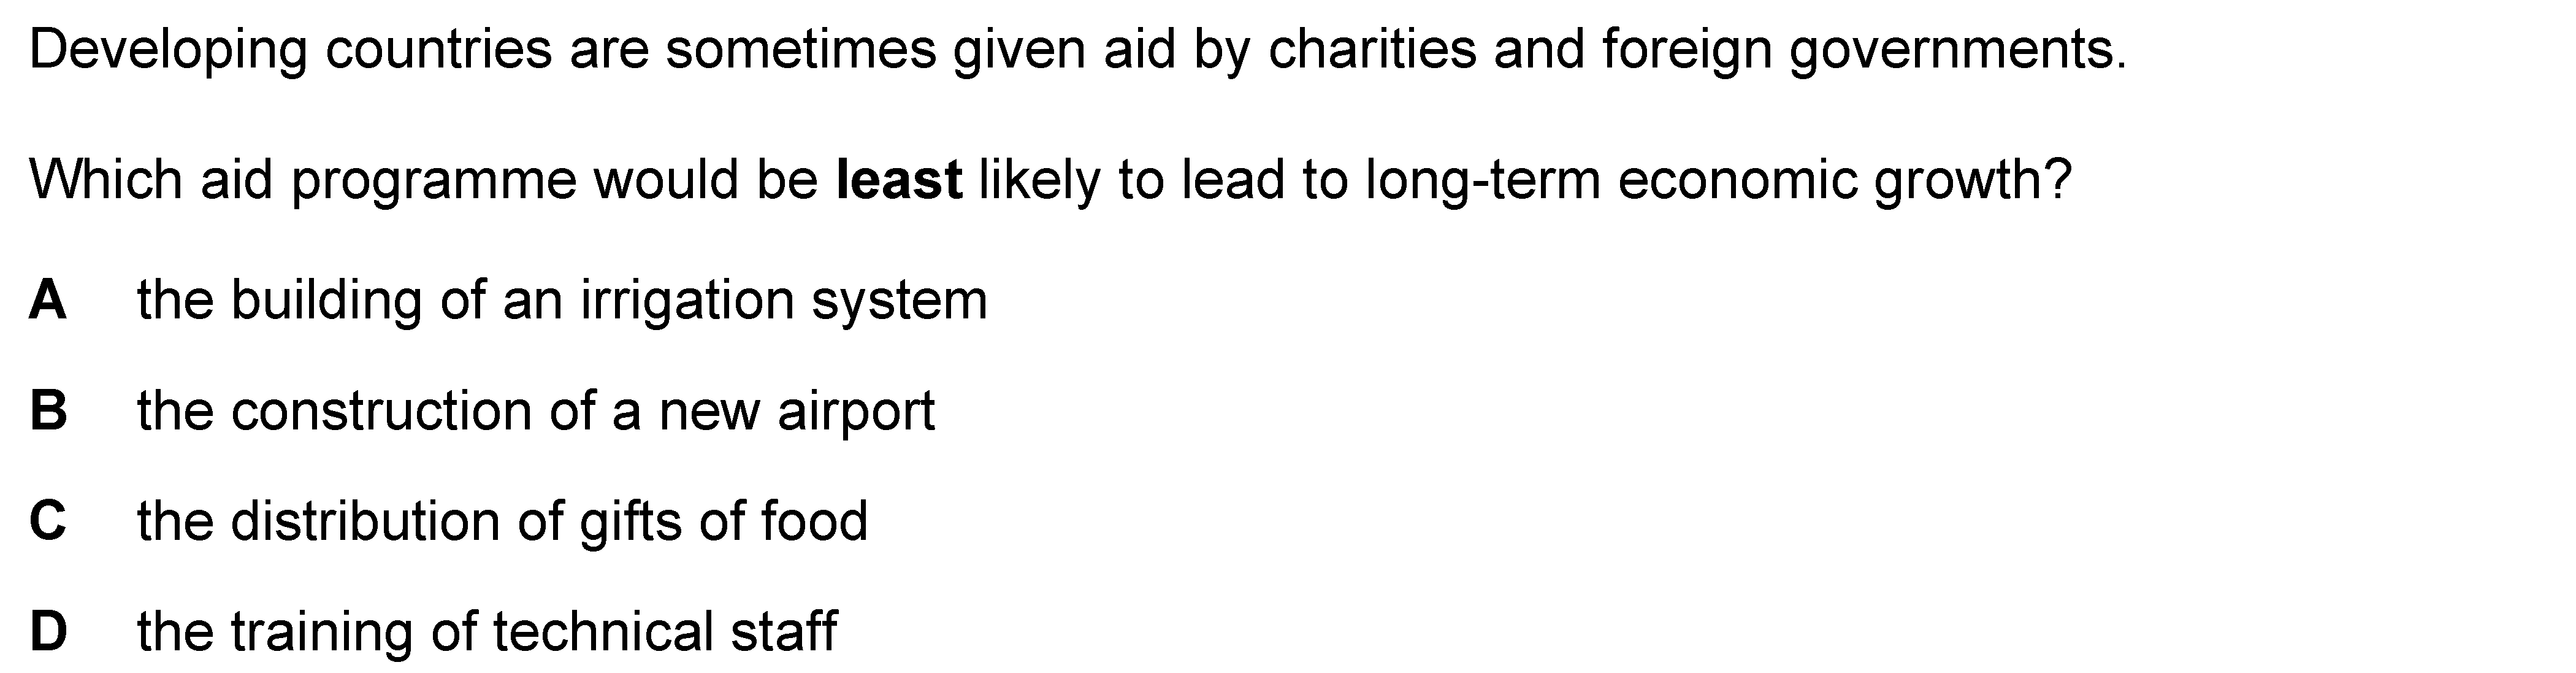 Developing countries are sometimes given aid by charities and foreign governments.
Which aid programme would be least likely to lead to long-term economic growth?
A the building of an irrigation system
B the construction of a new airport
C the distribution of gifts of food
D the training of technical staff